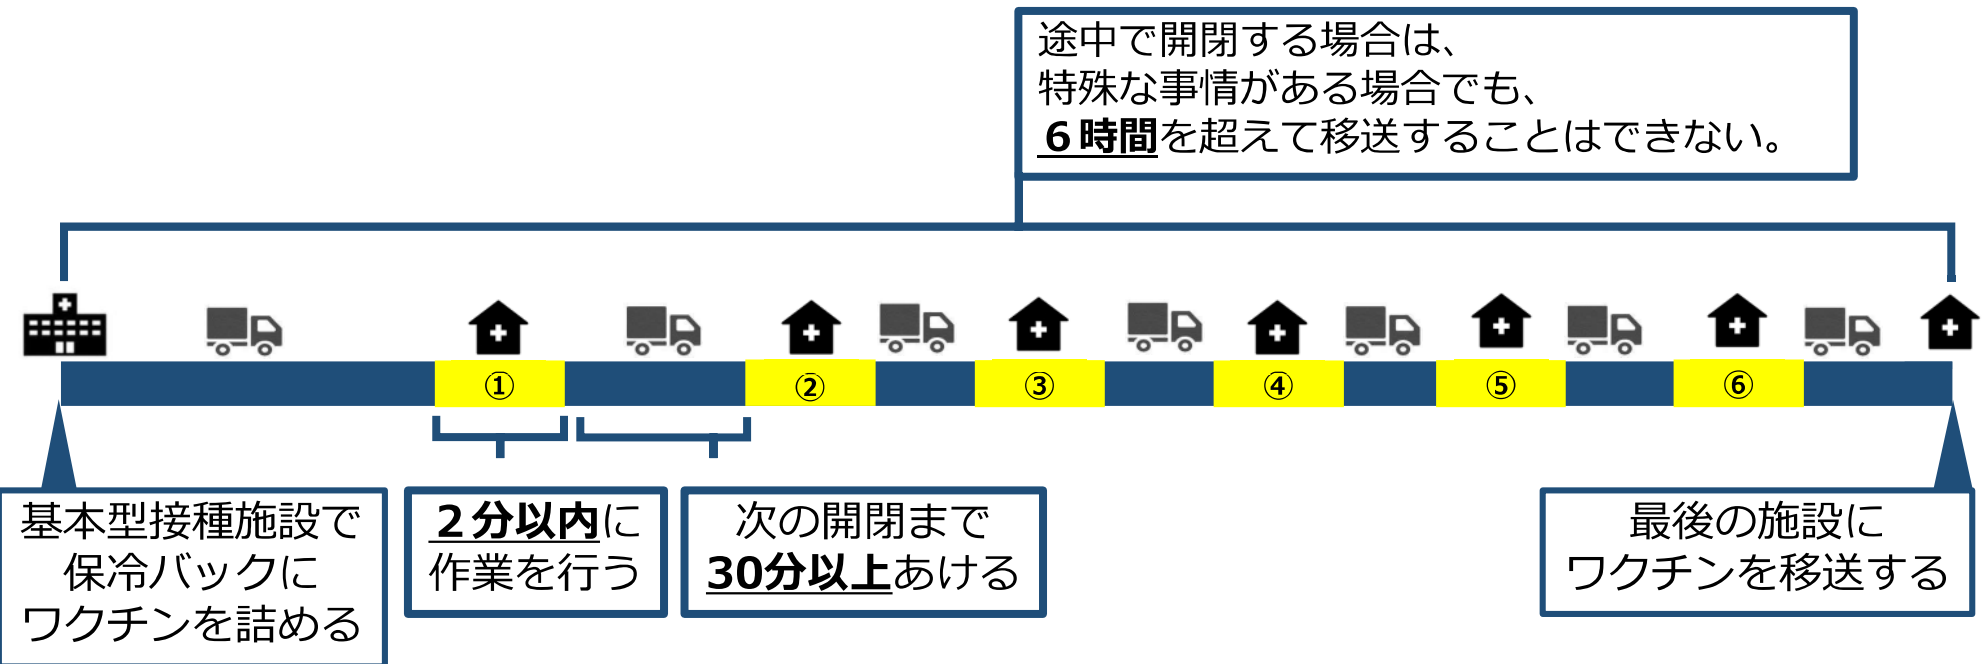 途中で開閉する場合は、
特殊な事情がある場合でも、
６時間を超えて移送することはできない。
①
②
③
④
⑤
⑥
基本型接種施設で
保冷バックに
ワクチンを詰める
２分以内に
作業を行う
次の開閉まで
30分以上あける
最後の施設に
ワクチンを移送する